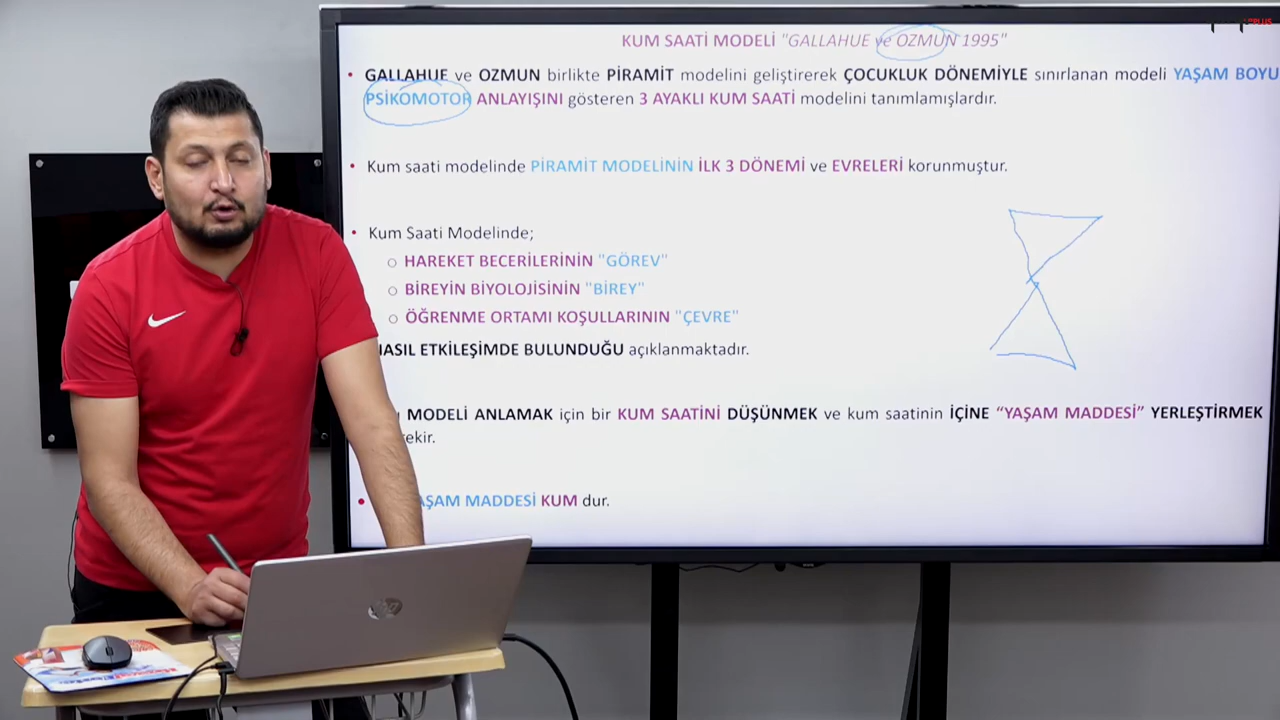 PLUS
KUM SAATİ MODELİ "GALLAHUE ve OZMUN 1995"
• GALLAHUE ve OZMUN birlikte PİRAMİT modelini geliştirerek ÇOCUKLUK DÖNEMİYLE sınırlanan modeli YAŞAM BOYU
PSİKOMOTOR ANLAYIŞINI gösteren 3 AYAKLI KUM SAATİ modelini tanımlamışlardır.
• Kum saati modelinde PİRAMİT MODELİNİN İLK 3 DÖNEMİ ve EVRELERİ korunmuştur.
• Kum Saati Modelinde;
○ HAREKET BECERİLERİNİN "GÖREV"
○ BİREYİN BİYOLOJİSİNİN "BİREY"
○ ÖĞRENME ORTAMI KOŞULLARININ "ÇEVRE"
NASIL ETKİLEŞİMDE BULUNDUĞU açıklanmaktadır.
MODELİ ANLAMAK için bir KUM SAATİNİ DÜŞÜNMEK ve kum saatinin İÇİNE “YAŞAM MADDESİ” YERLEŞTİRMEK
• AŞAM MADDESİ KUM dur.
hp